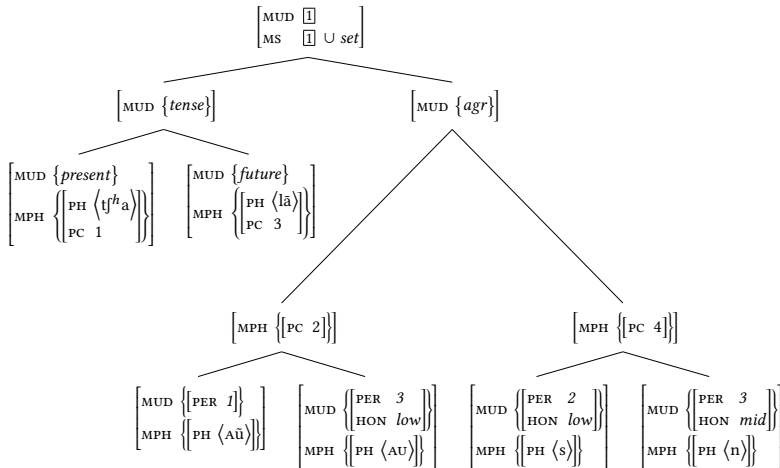 MUD 1
MS 1 ∪ set
MUD {tense}
MUD {agr}
MUD {present}
MPH {[PH ⟨tʃʰa⟩
PC 1]}
MUD {future}
MPH {[PH ⟨lā⟩
PC 3]}
[MPH {[PC 2]}]
[MPH {[PC 4]}]
MUD {[PER 1]}
MPH {[PH ⟨Aũ⟩]}
MUD {[PER 3
HON low]}
MPH {[PH ⟨AU⟩]}
MUD {[PER 2
HON low]}
MPH {[PH ⟨s⟩]}
MUD {[PER 3
HON mid]}
MPH {[PH ⟨n⟩]}